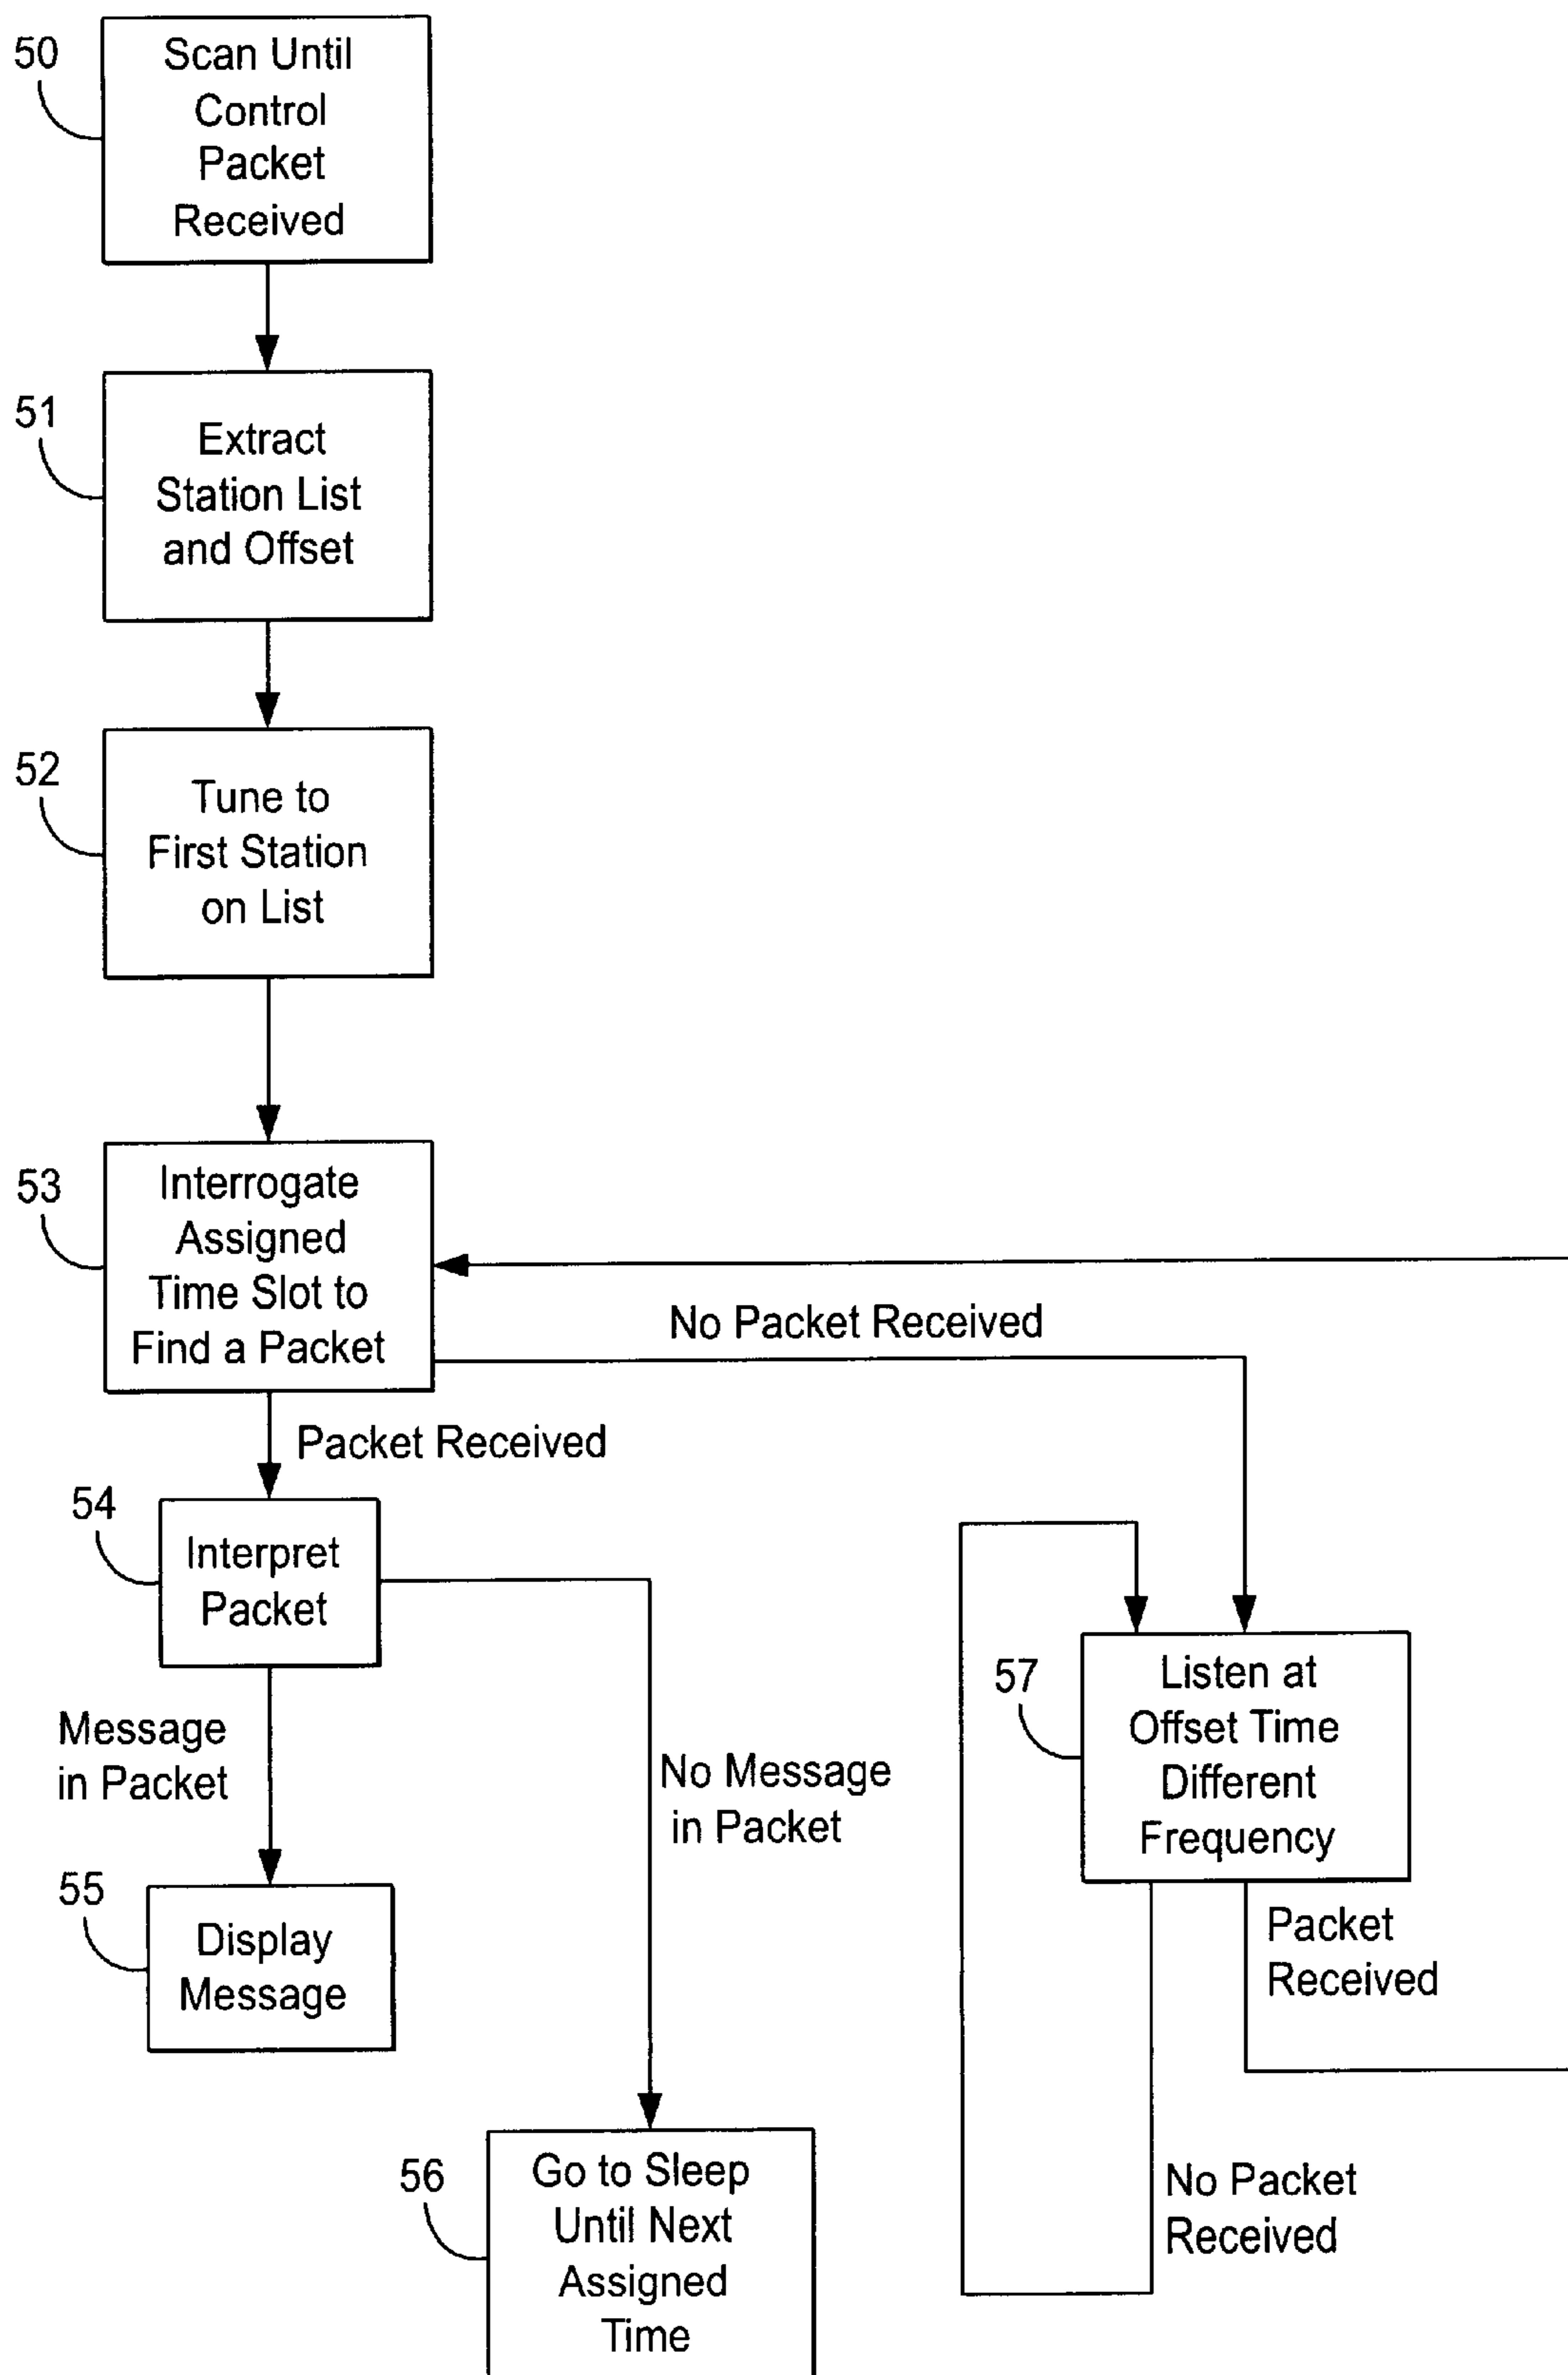 50
Scan Until
Control
Packet
Received
51
Extract
Station List
and Offset
52
Tune to
First Station
on List
53
Interrogate
Assigned
Time Slot to
Find a Packet
No Packet Received
Packet Received
54
Interpret
Packet
Message
in Packet
No Message
in Packet
57
Listen at
Offset Time
Different
Frequency
55
Display
Message
Packet
Received
56
Go to Sleep
Until Next
Assigned
Time
No Packet
Received